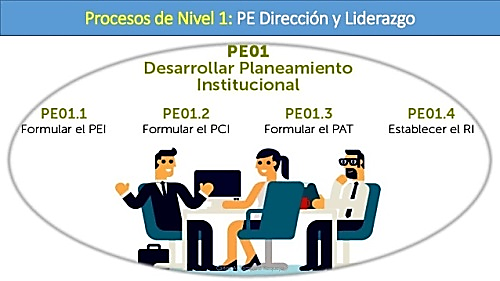 Procesos de Nivel 1: PE Dirección y Liderazgo
PE01
Desarrollar Planeamiento
Institucional
PE01.1
Formular el PEI
PE01.2
Formular el PCI
PE01.3
Formular el PAT
PE01.4
Establecer el RI